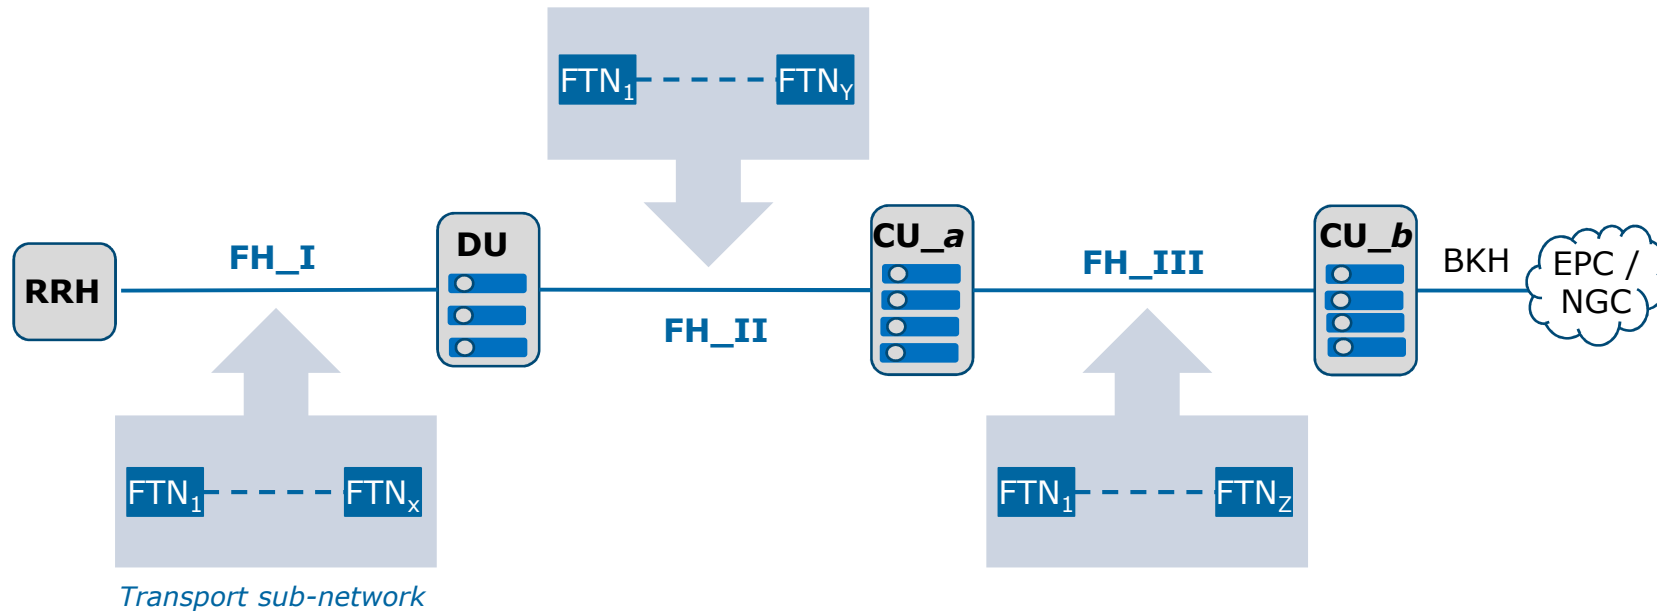 FTN₁
FTNY
RRH
FH_I
DU
FH_II
CU_a
FH_III
CU_b
BKH
EPC /
NGC
FTN₁
FTNₓ
FTN₁
FTNZ
Transport sub-network